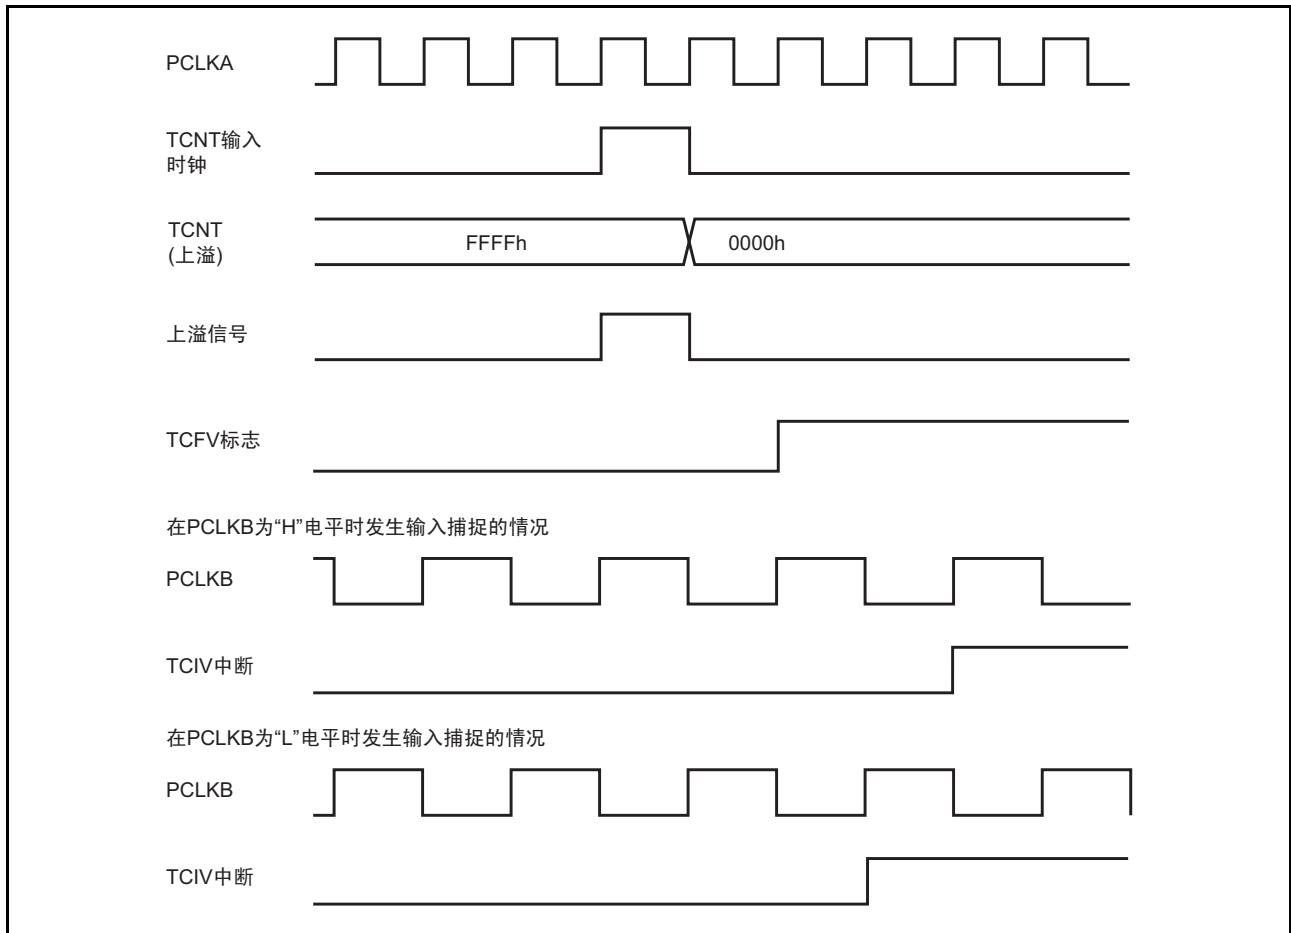 PCLKA
TCNT输入
时钟
TCNT
(上溢)
FFFFh
0000h
上溢信号
TCFV标志
在PCLKB为“H”电平时发生输入捕捉的情况
PCLKB
TCIV中断
在PCLKB为“L”电平时发生输入捕捉的情况
PCLKB
TCIV中断